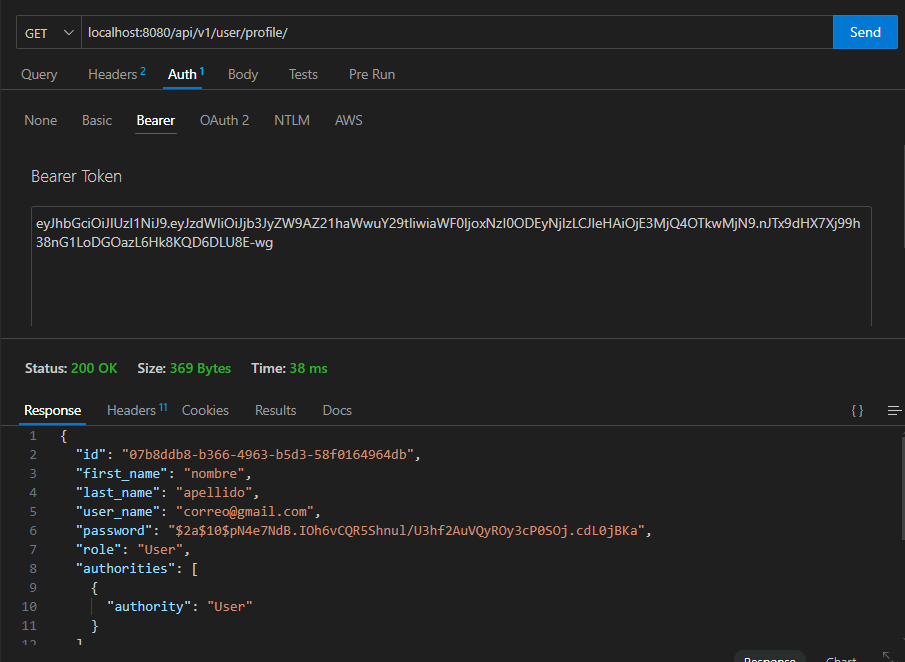 GET localhost:8080/api/v1/user/profile/ Send
Query Headers 2 Auth 1 Body Tests Pre Run
None Basic Bearer OAuth 2 NTLM AWS
Bearer Token
eyJhbGciOiJIUzI1NiJ9.eyJzdWIiOiJjb3JyZW9AZ21haWwuY29tIiwiaWF0IjoxNzI0ODEyNjIzLCJleHAiOjE3MjQ4OTkwMjN9.nJTx9dHX7Xj99h
38nG1LoDGOazL6Hk8KQD6DLU8E-wg
Status: 200 OK Size: 369 Bytes Time: 38 ms
Response Headers 11 Cookies Results Docs { }
1 {
2 "id": "07b8ddb8-b366-4963-b5d3-58f0164964db",
3 "first_name": "nombre",
4 "last_name": "apellido",
5 "user_name": "correo@gmail.com",
6 "password": "$2a$10$pN4e7NdB.IOh6vCQR5Shnul/U3hf2AuVQyROy3cP0SOj.cdL0jBKa",
7 "role": "User",
8 "authorities": [
9 {
10 "authority": "User"
11 }
12 ]
Response Chart